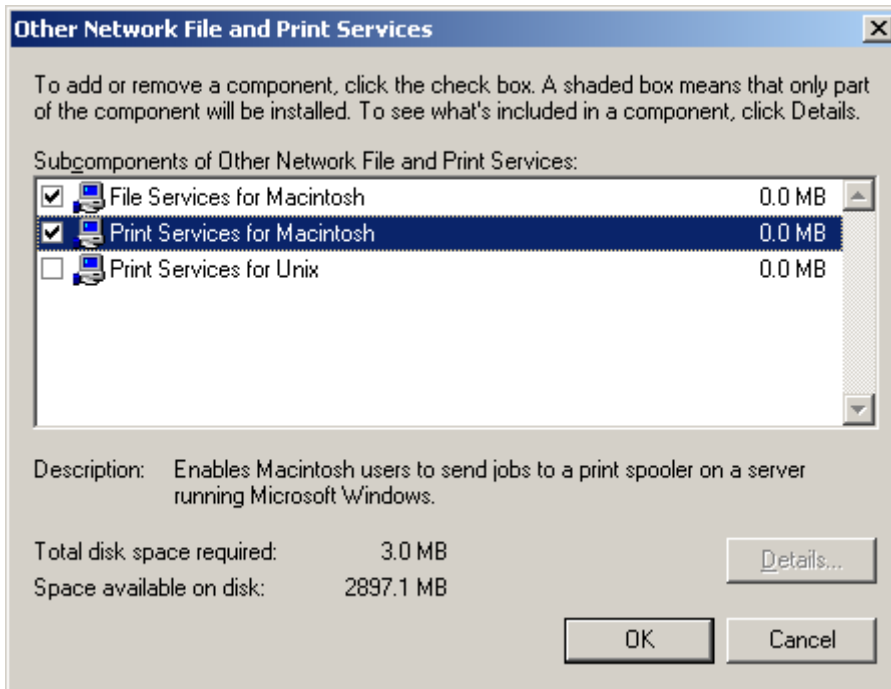 Other Network File and Print Services
To add or remove a component, click the check box. A shaded box means that only part
of the component will be installed. To see what's included in a component, click Details.
Subcomponents of Other Network File and Print Services:
File Services for Macintosh 0.0 MB
Print Services for Macintosh 0.0 MB
Print Services for Unix 0.0 MB
Description: Enables Macintosh users to send jobs to a print spooler on a server
running Microsoft Windows.
Total disk space required: 3.0 MB
Details...
Space available on disk: 2897.1 MB
OK Cancel